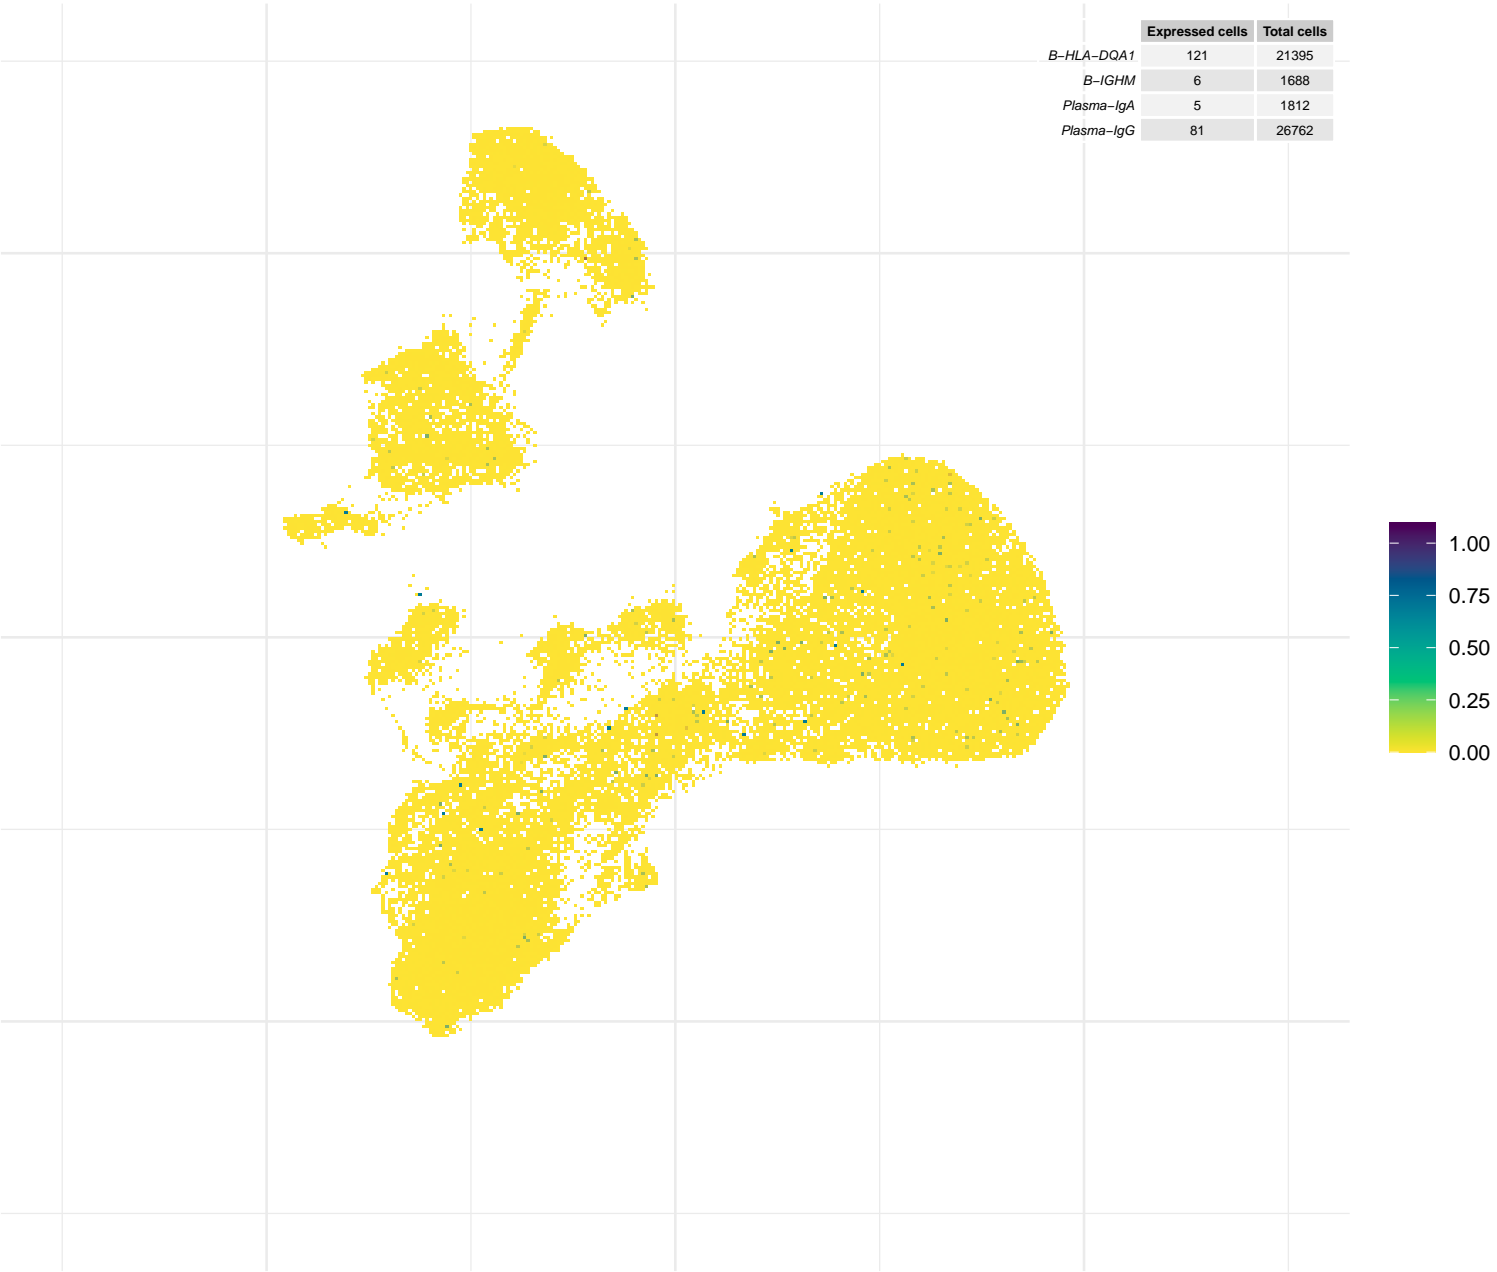 Expressed cells Total cells
B−HLA−DQA1 121 21395
B−IGHM 6 1688
Plasma−IgA 5 1812
Plasma−IgG 81 26762
1.00
0.75
0.50
0.25
0.00